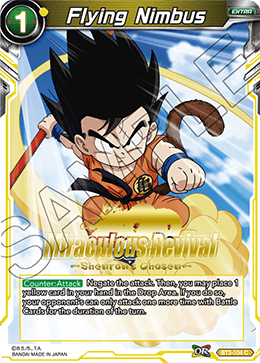 1
Flying Nimbus
EXTRA
SAMPLE
Miraculous Revival
~Shenron's Chosen~
Counter:Attack Negate the attack. Then, you may place 1
yellow card in your hand in the Drop Area. If you do
so, your opponent's can only attack one more time with Battle
Cards for the duration of the turn.
©B.S./S., T.A.
BANDAI MADE IN JAPAN
BT3-104 C